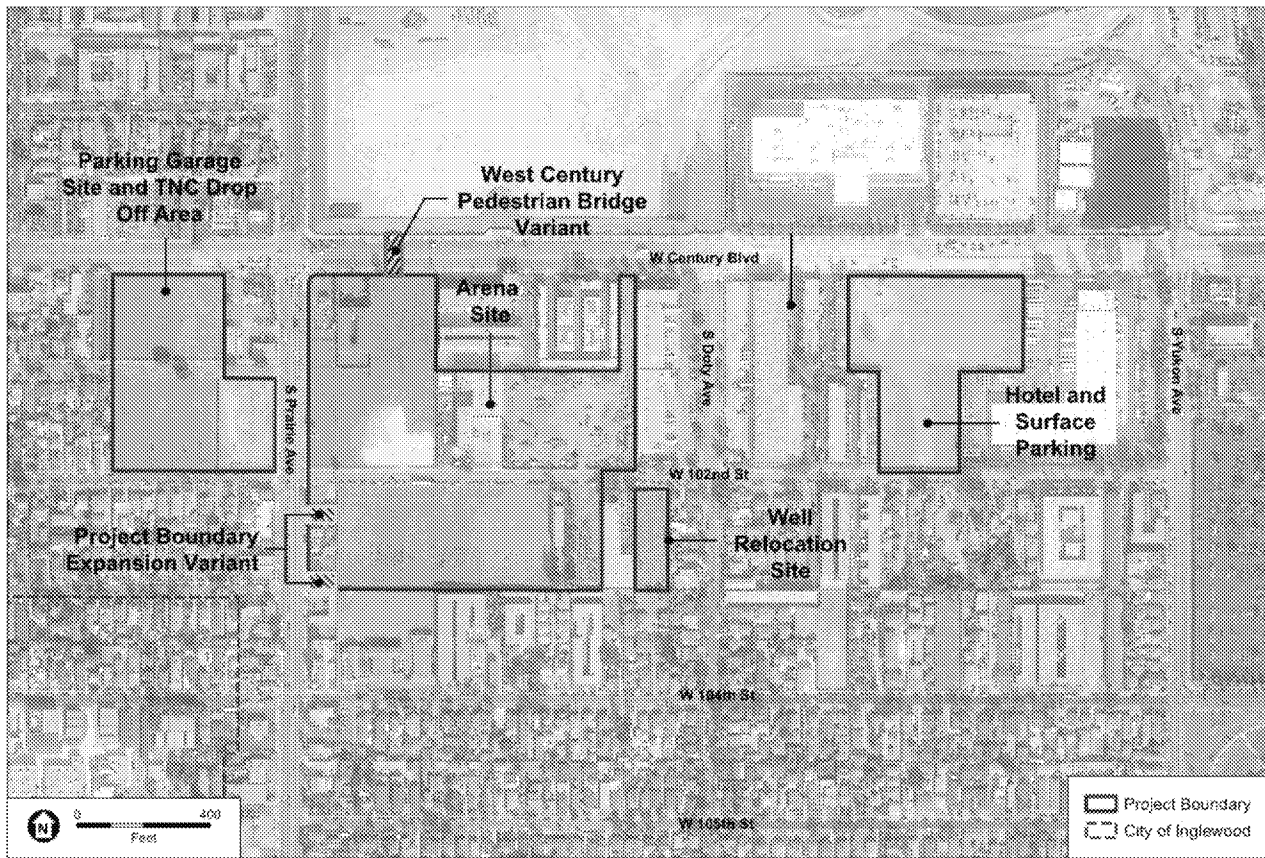 Parking Garage
Site and TNC Drop
Off Area
West Century
Pedestrian Bridge
Variant
W Century Blvd
Arena
Site
S Prairie Ave
S Doty Ave
S Yukon Ave
Hotel and
Surface
Parking
W 102nd St
Project Boundary
Expansion Variant
Well
Relocation
Site
W 104th St
W 105th St
N
0
400
Feet
Project Boundary
City of Inglewood